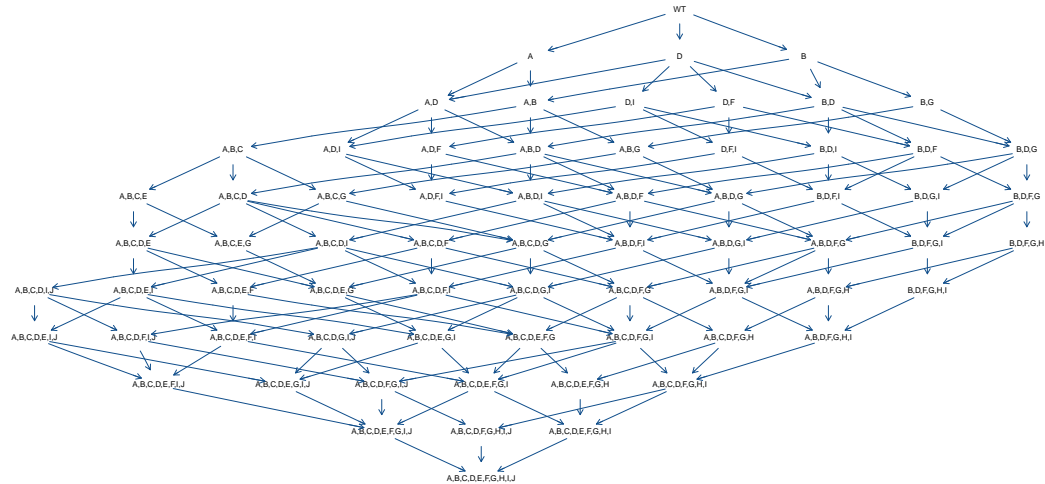 WT
A D B
A,D A,B D,I D,F B,D B,G
A,B,C A,D,I A,D,F A,B,D A,B,G D,F,I B,D,I B,D,F B,D,G
A,B,C,E A,B,C,D A,B,C,G A,D,F,I A,B,D,I A,B,D,F A,B,D,G B,D,F,I B,D,G,I B,D,F,G
A,B,C,D,E A,B,C,E,G A,B,C,D,I A,B,C,D,F A,B,C,D,G A,B,D,F,I A,B,D,G,I A,B,D,F,G B,D,F,G,I B,D,F,G,H
A,B,C,D,I,J A,B,C,D,E,I A,B,C,D,E,F A,B,C,D,E,G A,B,C,D,F,I A,B,C,D,G,I A,B,C,D,F,G A,B,D,F,G,I A,B,D,F,G,H B,D,F,G,H,I
A,B,C,D,E,I,J A,B,C,D,F,I,J A,B,C,D,E,F,I A,B,C,D,G,I,J A,B,C,D,E,G,I A,B,C,D,E,F,G A,B,C,D,F,G,I A,B,C,D,F,G,H A,B,D,F,G,H,I
A,B,C,D,E,F,I,J A,B,C,D,E,G,I,J A,B,C,D,F,G,I,J A,B,C,D,E,F,G,I A,B,C,D,E,F,G,H A,B,C,D,F,G,H,I
A,B,C,D,E,F,G,I,J A,B,C,D,F,G,H,I,J A,B,C,D,E,F,G,H,I
A,B,C,D,E,F,G,H,I,J